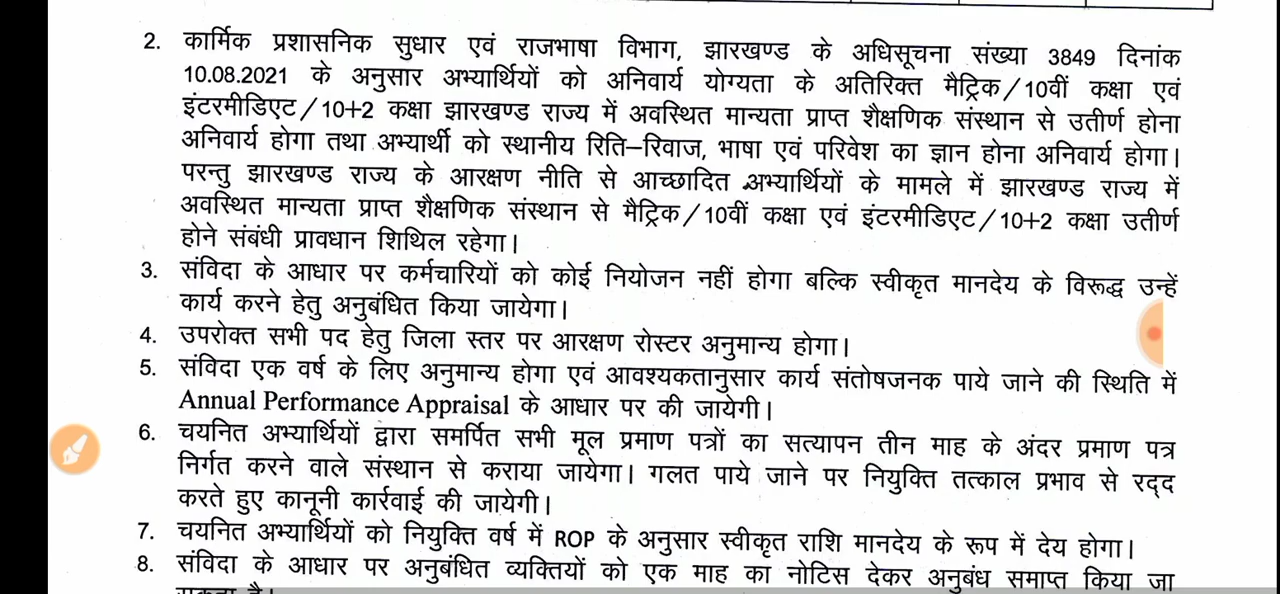 2. कार्मिक प्रशासनिक सुधार एवं राजभाषा विभाग, झारखण्ड के अधिसूचना संख्या 3849 दिनांक
10.08.2021 के अनुसार अभ्यार्थियों को अनिवार्य योग्यता के अतिरिक्त मैट्रिक/10वीं कक्षा एवं
इंटरमीडिएट/10+2 कक्षा झारखण्ड राज्य में अवस्थित मान्यता प्राप्त शैक्षणिक संस्थान से उतीर्ण होना
अनिवार्य होगा तथा अभ्यार्थी को स्थानीय रिति–रिवाज, भाषा एवं परिवेश का ज्ञान होना अनिवार्य होगा।
परन्तु झारखण्ड राज्य के आरक्षण नीति से आच्छादित अभ्यार्थियों के मामले में झारखण्ड राज्य में
अवस्थित मान्यता प्राप्त शैक्षणिक संस्थान से मैट्रिक/10वीं कक्षा एवं इंटरमीडिएट/10+2 कक्षा उतीर्ण
होने संबंधी प्रावधान शिथिल रहेगा।
3. संविदा के आधार पर कर्मचारियों को कोई नियोजन नहीं होगा बल्कि स्वीकृत मानदेय के विरूद्ध उन्हें
कार्य करने हेतु अनुबंधित किया जायेगा।
4. उपरोक्त सभी पद हेतु जिला स्तर पर आरक्षण रोस्टर अनुमान्य होगा।
5. संविदा एक वर्ष के लिए अनुमान्य होगा एवं आवश्यकतानुसार कार्य संतोषजनक पाये जाने की स्थिति में
Annual Performance Appraisal के आधार पर की जायेगी।
6. चयनित अभ्यार्थियों द्वारा समर्पित सभी मूल प्रमाण पत्रों का सत्यापन तीन माह के अंदर प्रमाण पत्र
निर्गत करने वाले संस्थान से कराया जायेगा। गलत पाये जाने पर नियुक्ति तत्काल प्रभाव से रद्द
करते हुए कानूनी कार्रवाई की जायेगी।
7. चयनित अभ्यार्थियों को नियुक्ति वर्ष में ROP के अनुसार स्वीकृत राशि मानदेय के रूप में देय होगा।
8. संविदा के आधार पर अनुबंधित व्यक्तियों को एक माह का नोटिस देकर अनुबंध समाप्त किया जा